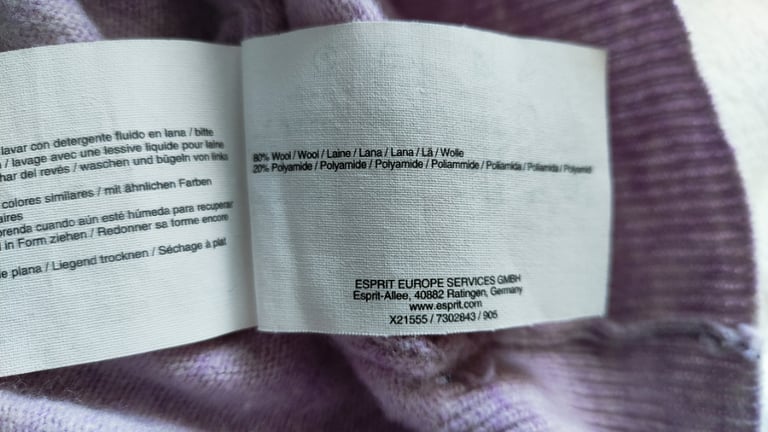 lavar con detergente fluido en lana / bitte
/ lavage avec une lessive liquide pour laine
har del revés / waschen und bügeln von links
colores similares / mit ähnlichen Farben
aires
prenda cuando aún esté húmeda para recuperar
in Form ziehen / Redonner sa forme encore
e plana / Liegend trocknen / Séchage à plat
80% Wool / Wool / Laine / Lana / Lana / Lã / Wolle
20% Polyamide / Polyamide / Polyamide / Poliammide / Poliamida / Poliamida / Polyamid
ESPRIT EUROPE SERVICES GMBH
Esprit-Allee, 40882 Ratingen, Germany
www.esprit.com
X21555 / 7302843 / 905